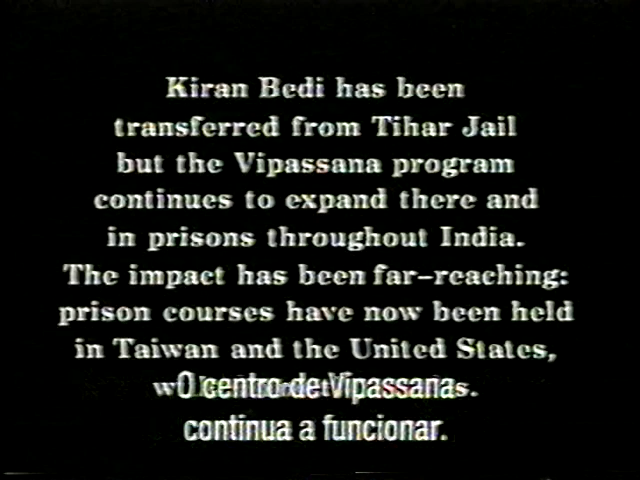 Kiran Bedi has been
transferred from Tihar Jail
but the Vipassana program
continues to expand there and
in prisons throughout India.
The impact has been far-reaching:
prison courses have now been held
in Taiwan and the United States,
O centro de Vipassana
continua a funcionar.